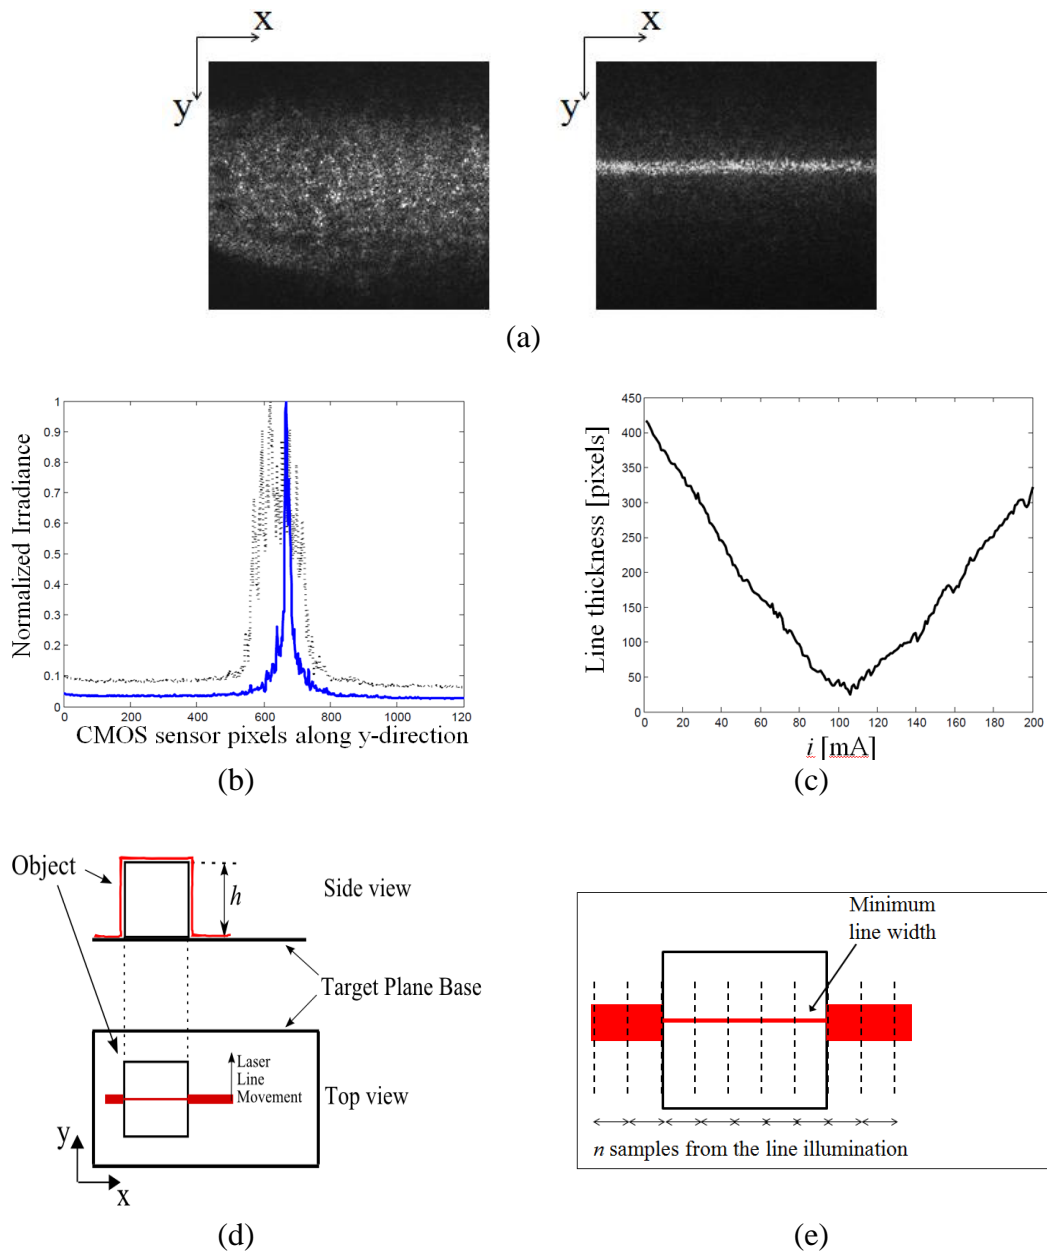 x
y
x
y
(a)
1
0.9
0.8
0.7
0.6
0.5
0.4
0.3
0.2
0.1
0
0 200 400 600 800 1000 120
Normalized Irradiance
CMOS sensor pixels along y-direction
(b)
450
400
350
300
250
200
150
100
50
0
0 20 40 60 80 100 120 140 160 180 200
Line thickness [pixels]
i [mA]
(c)
Object
h
Side view
Target Plane Base
Laser
Line
Movement
Top view
y
x
(d)
Minimum
line width
n samples from the line illumination
(e)